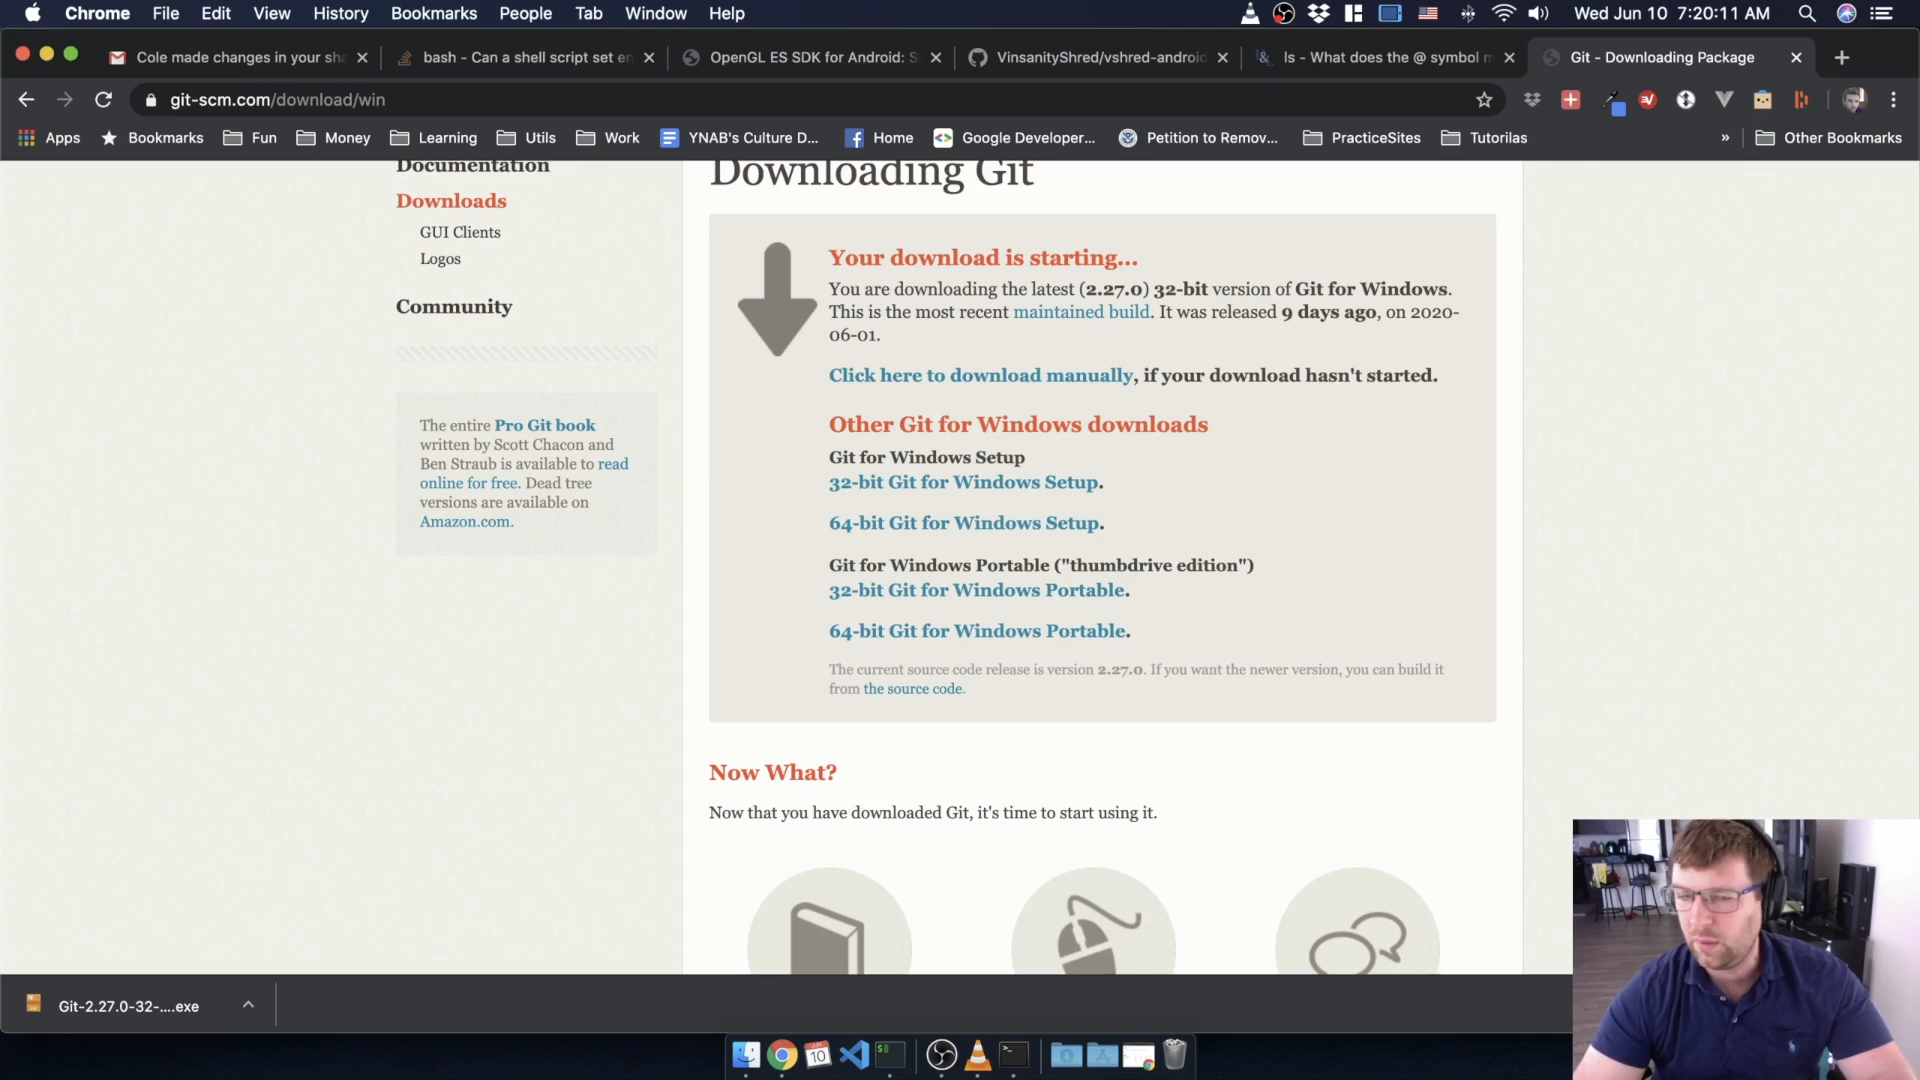 Chrome File Edit View History Bookmarks People Tab Window Help Wed Jun 10 7:20:11 AM
Cole made changes in your sha bash - Can a shell script set en OpenGL ES SDK for Android: S VinsanityShred/vshred-android ls - What does the @ symbol m Git - Downloading Package
git-scm.com/download/win
Apps Bookmarks Fun Money Learning Utils Work YNAB's Culture D... Home Google Developer... Petition to Remov... PracticeSites Tutorilas » Other Bookmarks
Documentation
Downloads
GUI Clients
Logos
Community
The entire Pro Git book
written by Scott Chacon and
Ben Straub is available to read
online for free. Dead tree
versions are available on
Amazon.com.
Downloading Git
Your download is starting...
You are downloading the latest (2.27.0) 32-bit version of Git for Windows.
This is the most recent maintained build. It was released 9 days ago, on 2020-
06-01.
Click here to download manually, if your download hasn't started.
Other Git for Windows downloads
Git for Windows Setup
32-bit Git for Windows Setup.
64-bit Git for Windows Setup.
Git for Windows Portable ("thumbdrive edition")
32-bit Git for Windows Portable.
64-bit Git for Windows Portable.
The current source code release is version 2.27.0. If you want the newer version, you can build it
from the source code.
Now What?
Now that you have downloaded Git, it's time to start using it.
Git-2.27.0-32-....exe
JUN
10